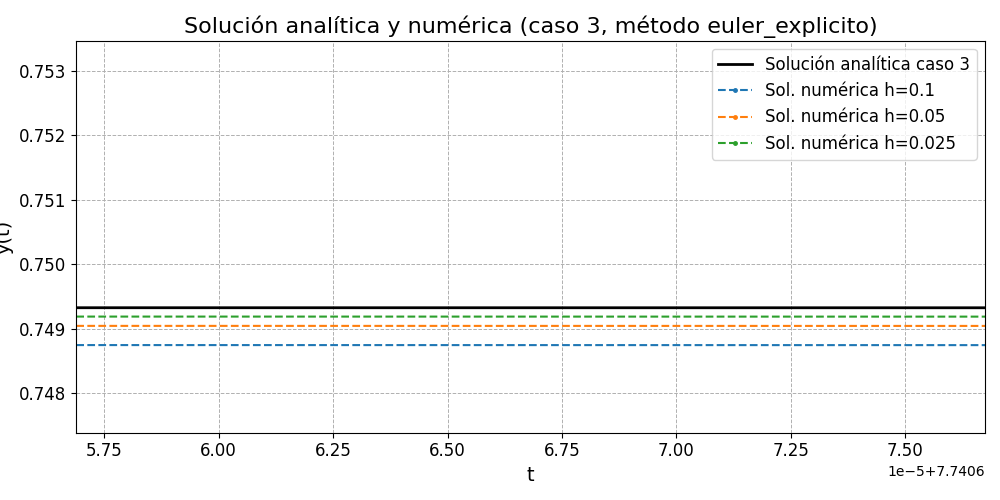 Solución analítica y numérica (caso 3, método euler_explicito)
Solución analítica caso 3
Sol. numérica h=0.1
Sol. numérica h=0.05
Sol. numérica h=0.025
0.753
0.752
0.751
0.750
0.749
0.748
y(t)
5.75 6.00 6.25 6.50 6.75 7.00 7.25 7.50
1e−5+7.7406
t